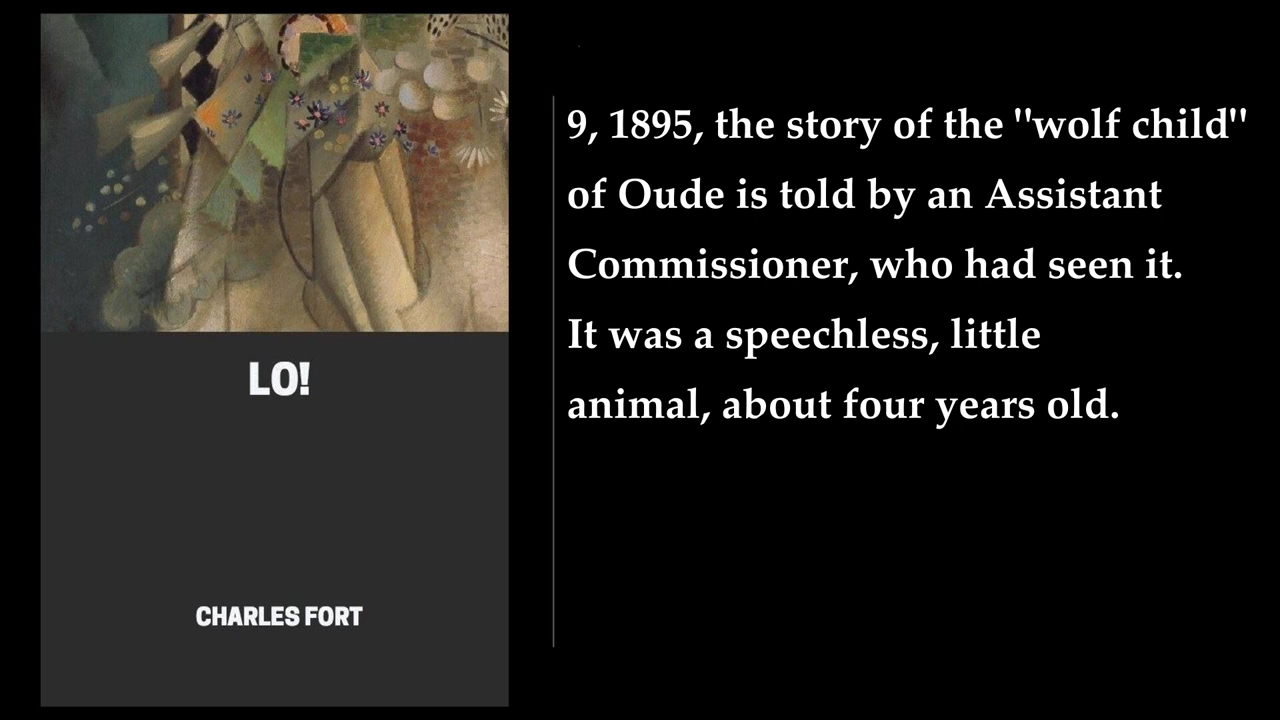 LO!
CHARLES FORT
9, 1895, the story of the "wolf child"
of Oude is told by an Assistant
Commissioner, who had seen it.
It was a speechless, little
animal, about four years old.